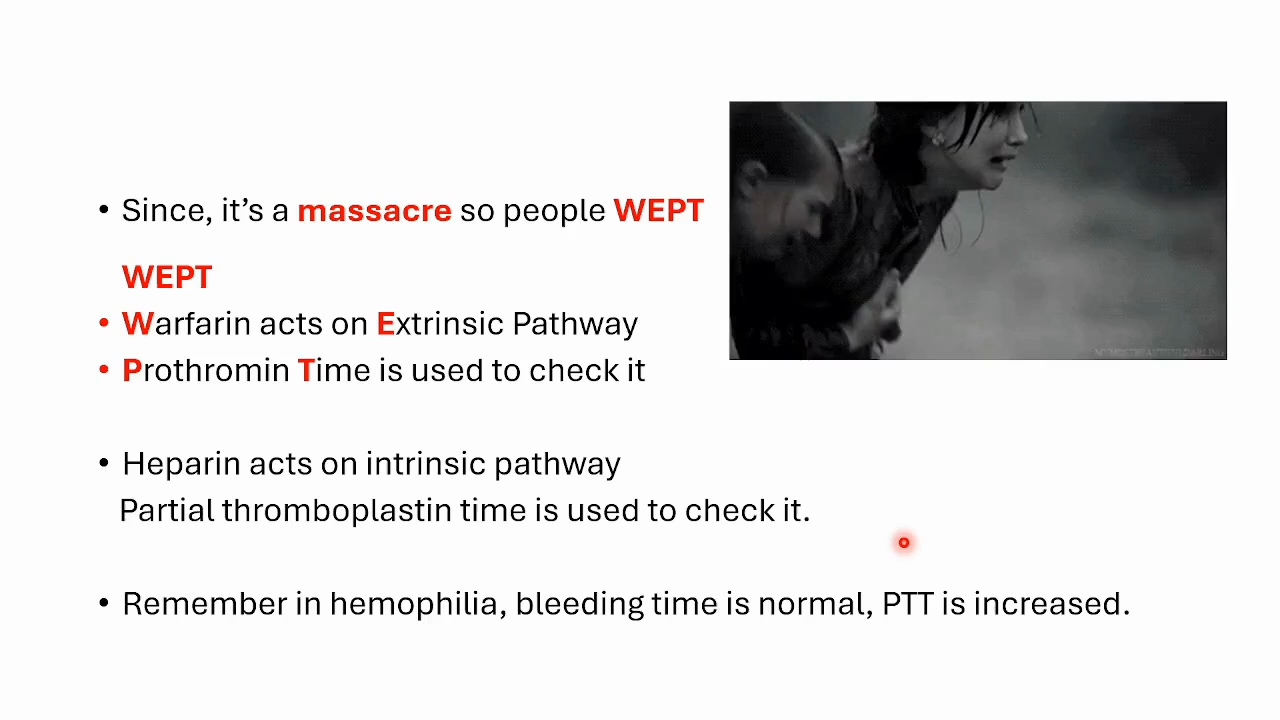 • Since, it’s a massacre so people WEPT
WEPT
• Warfarin acts on Extrinsic Pathway
• Prothromin Time is used to check it
• Heparin acts on intrinsic pathway
Partial thromboplastin time is used to check it.
• Remember in hemophilia, bleeding time is normal, PTT is increased.